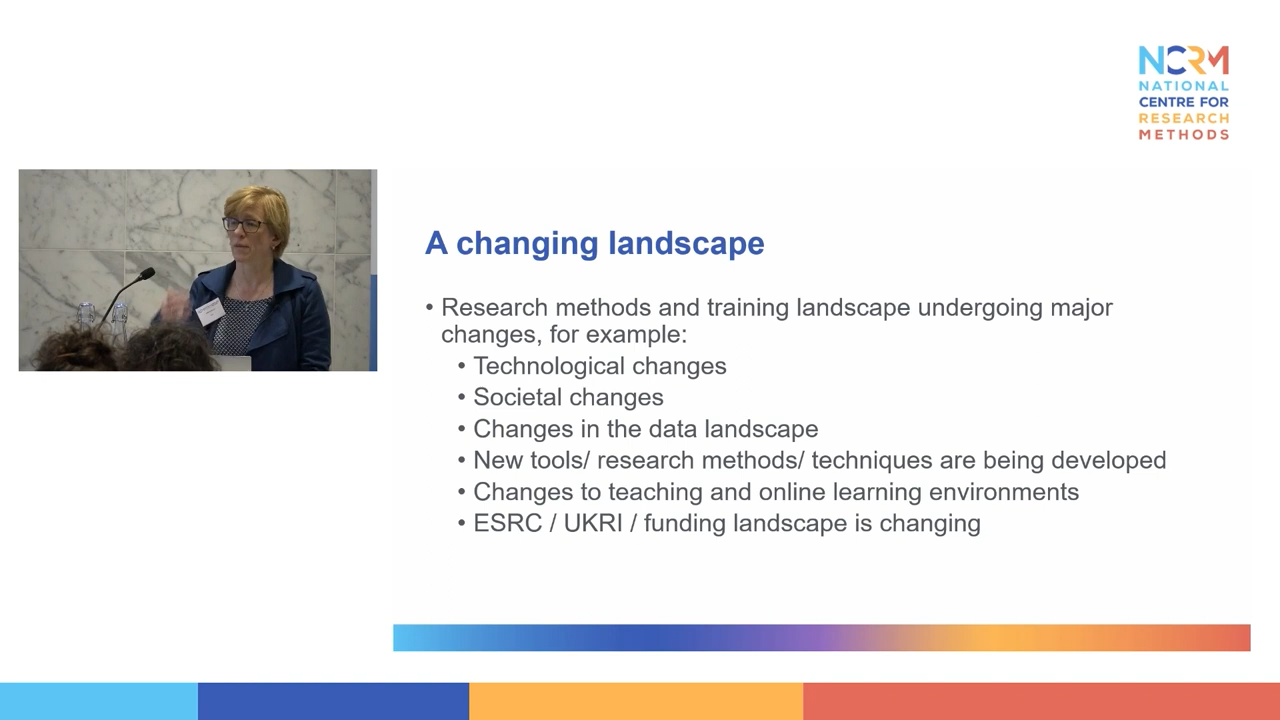 NCRM
NATIONAL
CENTRE FOR
RESEARCH
METHODS
A changing landscape
• Research methods and training landscape undergoing major
changes, for example:
• Technological changes
• Societal changes
• Changes in the data landscape
• New tools/ research methods/ techniques are being developed
• Changes to teaching and online learning environments
• ESRC / UKRI / funding landscape is changing